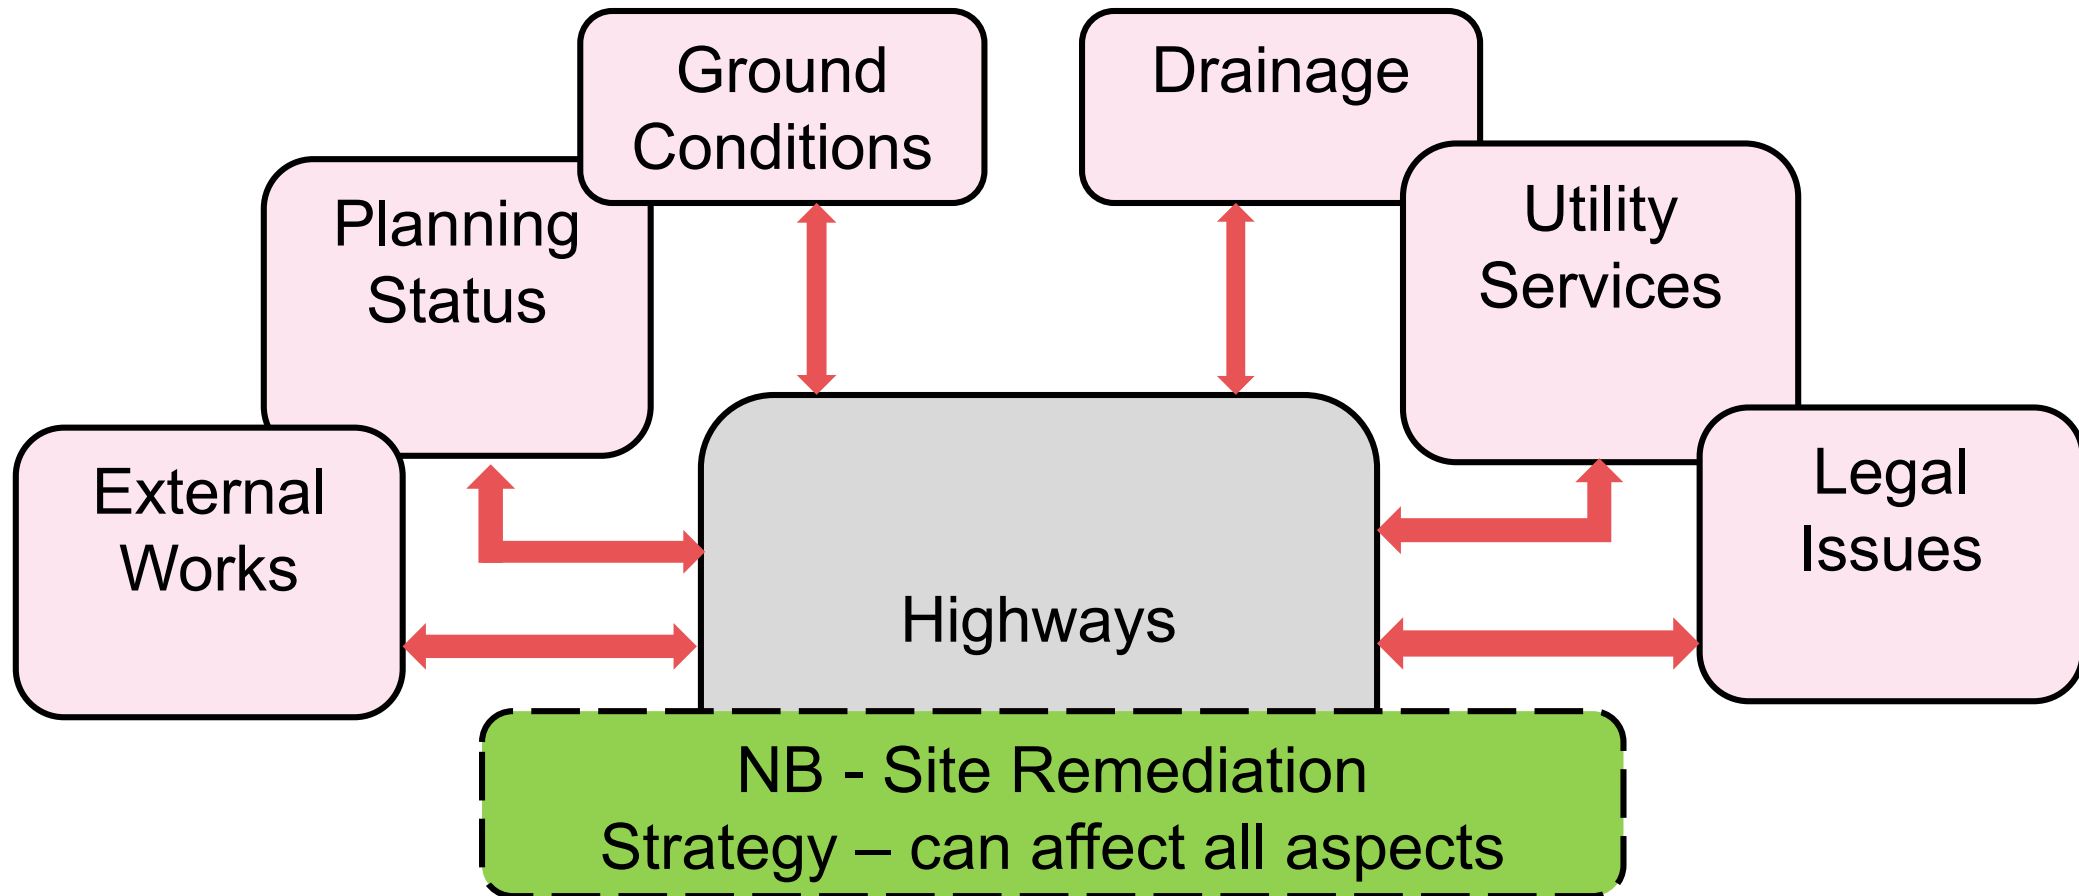 Ground
Conditions
Drainage
Planning
Status
Utility
Services
External
Works
Legal
Issues
Highways
NB - Site Remediation
Strategy – can affect all aspects